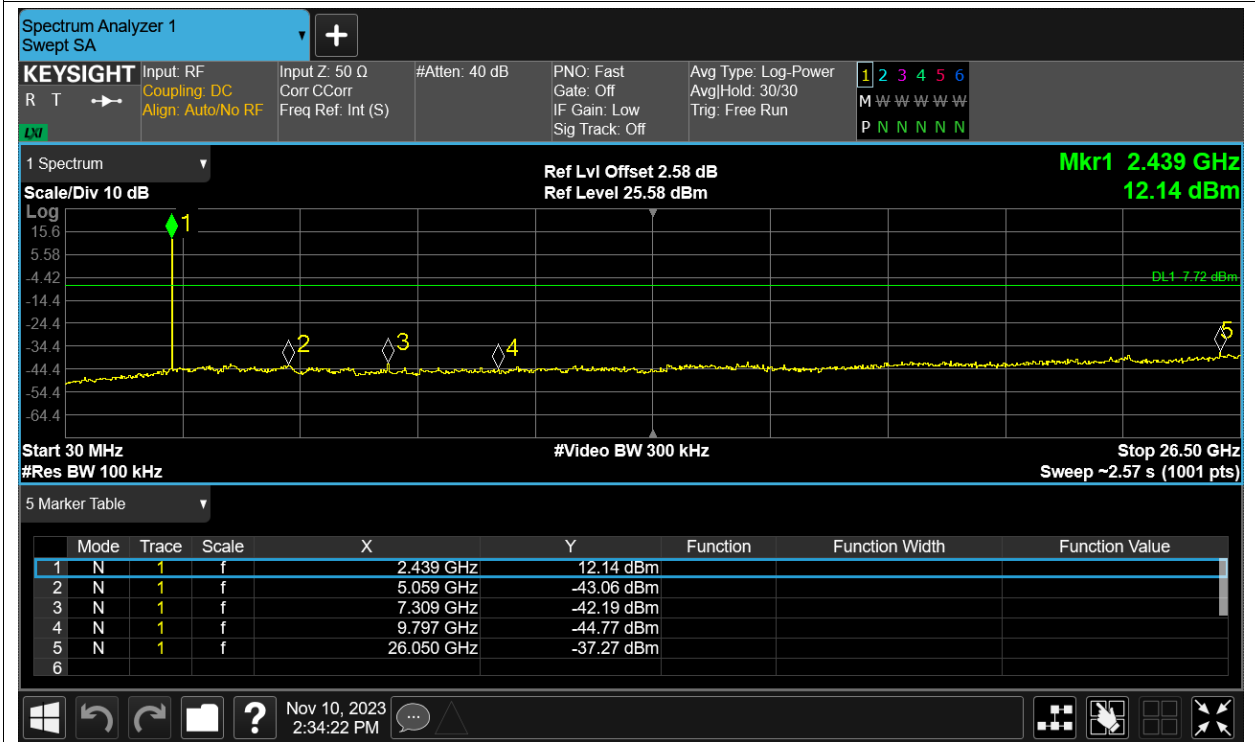 Spectrum Analyzer 1
Swept SA
+
KEYSIGHT
R T
LXI
Input: RF
Coupling: DC
Align: Auto/No RF
Input Z: 50 Ω
Corr CCorr
Freq Ref: Int (S)
#Atten: 40 dB
PNO: Fast
Gate: Off
IF Gain: Low
Sig Track: Off
Avg Type: Log-Power
Avg|Hold: 30/30
Trig: Free Run
1 2 3 4 5 6
M W W W W W
P N N N N N
1 Spectrum
Scale/Div 10 dB
Ref Lvl Offset 2.58 dB
Ref Level 25.58 dBm
Mkr1 2.439 GHz
12.14 dBm
Log
15.6
5.58
-4.42
-14.4
-24.4
-34.4
-44.4
-54.4
-64.4
1
2
3
4
5
DL1 -7.72 dBm
Start 30 MHz
#Video BW 300 kHz
Stop 26.50 GHz
#Res BW 100 kHz
Sweep ~2.57 s (1001 pts)
5 Marker Table
Mode Trace Scale X Y Function Function Width Function Value
1 N 1 f 2.439 GHz 12.14 dBm
2 N 1 f 5.059 GHz -43.06 dBm
3 N 1 f 7.309 GHz -42.19 dBm
4 N 1 f 9.797 GHz -44.77 dBm
5 N 1 f 26.050 GHz -37.27 dBm
6
?
Nov 10, 2023
2:34:22 PM